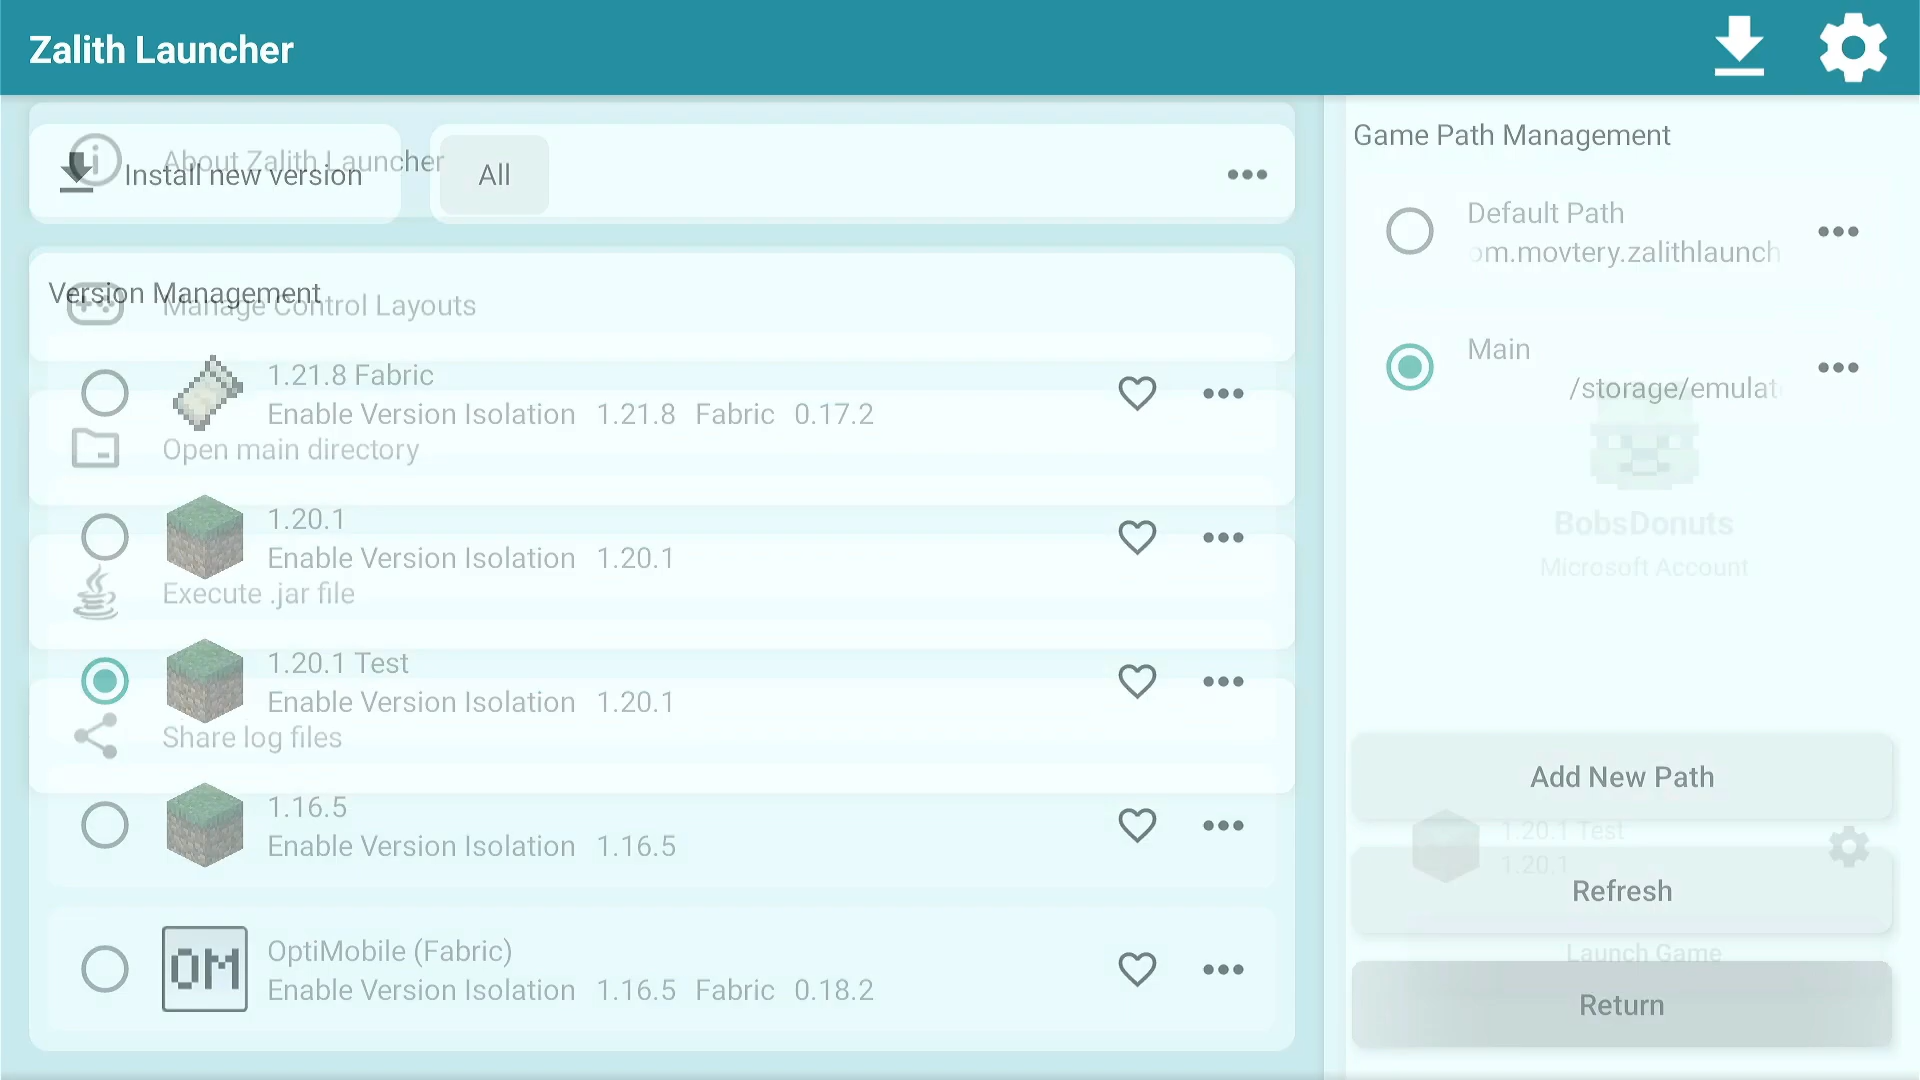 Zalith Launcher
About Zalith Launcher
Install new version
All
Version Management
Manage Control Layouts
1.21.8 Fabric
Enable Version Isolation 1.21.8 Fabric 0.17.2
Open main directory
1.20.1
Enable Version Isolation 1.20.1
Execute .jar file
1.20.1 Test
Enable Version Isolation 1.20.1
Share log files
1.16.5
Enable Version Isolation 1.16.5
OM
OptiMobile (Fabric)
Enable Version Isolation 1.16.5 Fabric 0.18.2
Game Path Management
Default Path
om.movtery.zalithlaunch
Main
/storage/emulat
BobsDonuts
Microsoft Account
Add New Path
1.20.1 Test
1.20.1
Refresh
Launch Game
Return